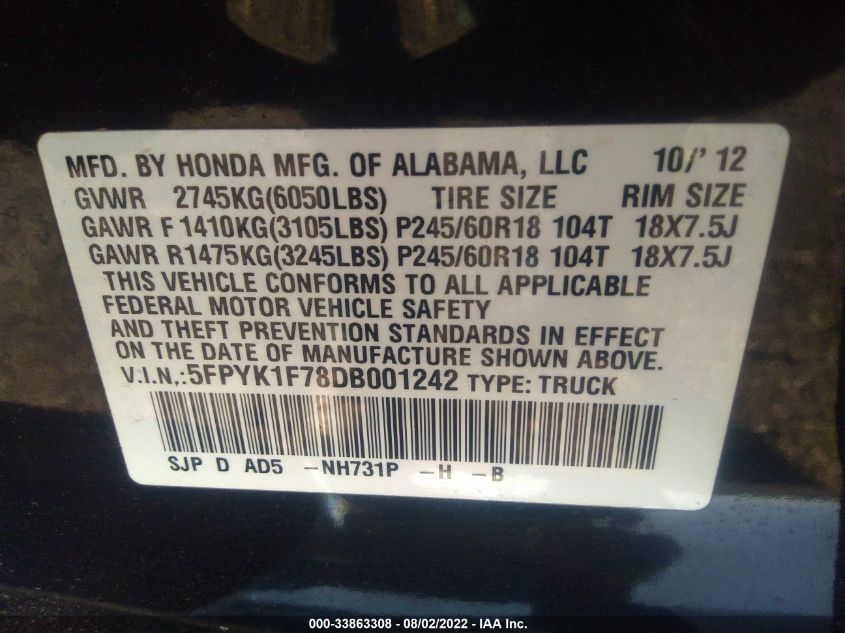 MFD. BY HONDA MFG. OF ALABAMA, LLC 10/' 12
GVWR 2745KG(6050LBS) TIRE SIZE RIM SIZE
GAWR F 1410KG(3105LBS) P245/60R18 104T 18X7.5J
GAWR R1475KG(3245LBS) P245/60R18 104T 18X7.5J
THIS VEHICLE CONFORMS TO ALL APPLICABLE
FEDERAL MOTOR VEHICLE SAFETY
AND THEFT PREVENTION STANDARDS IN EFFECT
ON THE DATE OF MANUFACTURE SHOWN ABOVE.
V.I.N,:5FPYK1F78DB001242 TYPE: TRUCK
SJP D AD5 -NH731P -H -B
000-33863308 - 08/02/2022 - IAA Inc.